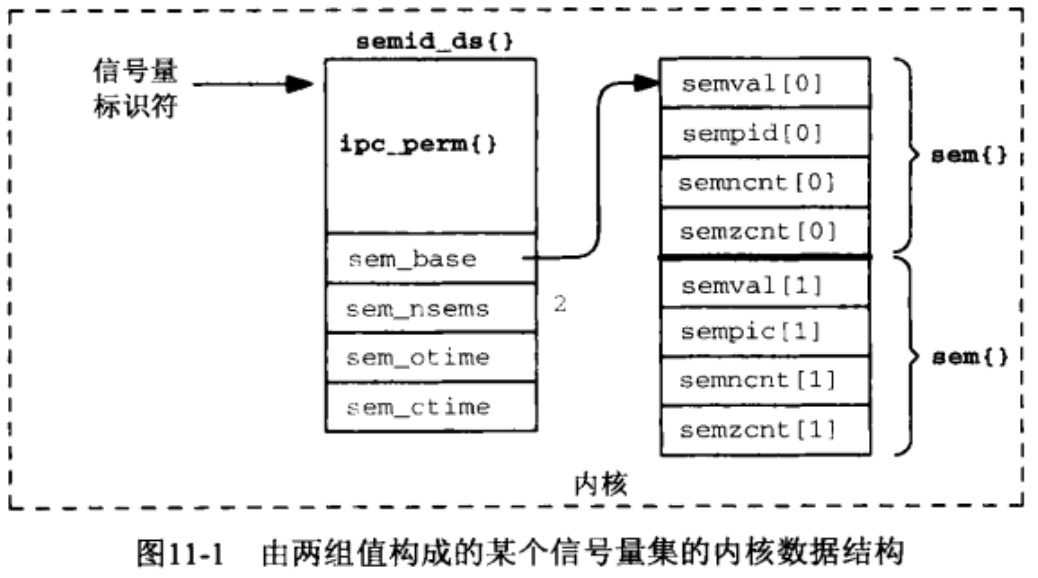 semid_ds{}
信号量
标识符
ipc_perm{}
sem_base
sem_nsems
2
sem_otime
sem_ctime
semval[0]
sempid[0]
semncnt[0]
semzcnt[0]
sem{}
semval[1]
sempic[1]
semncnt[1]
semzcnt[1]
sem{}
内核
图11-1 由两组值构成的某个信号量集的内核数据结构